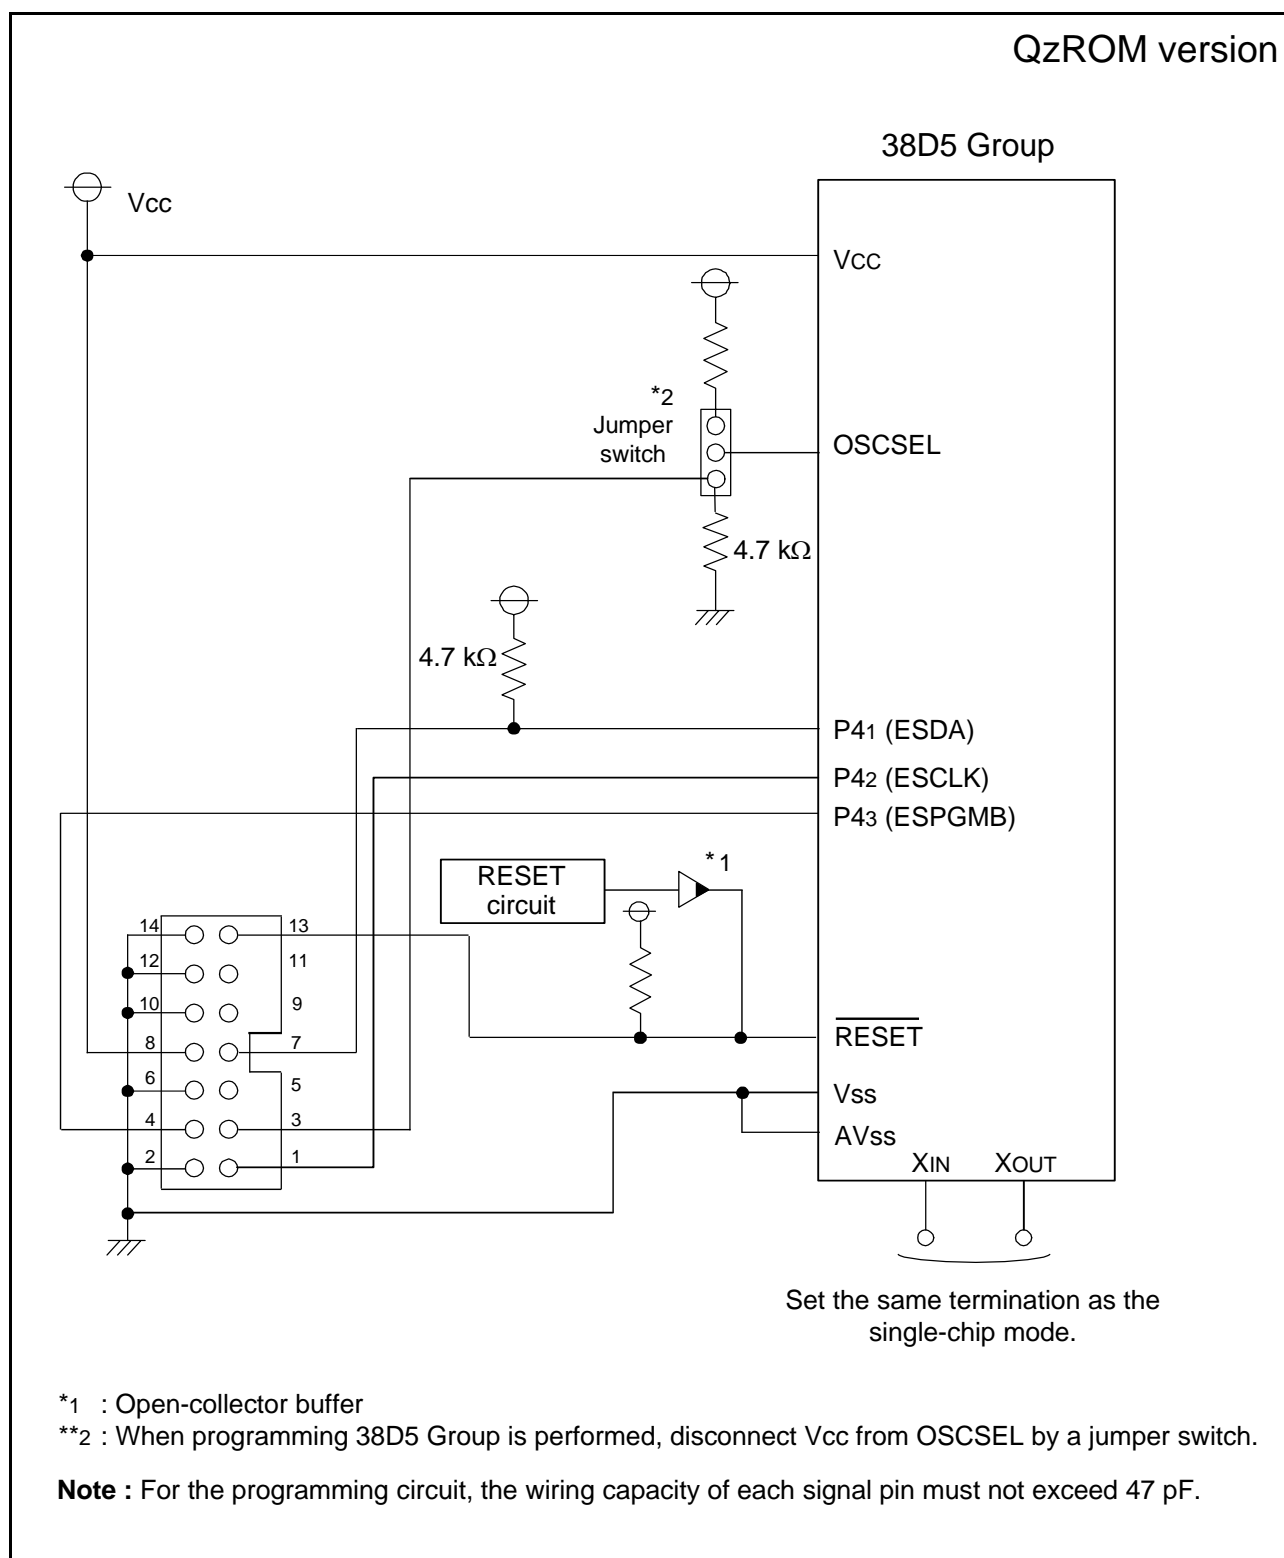 QzROM version
38D5 Group
Vcc
VCC
*2
Jumper
switch
OSCSEL
4.7 kΩ
4.7 kΩ
P41 (ESDA)
P42 (ESCLK)
P43 (ESPGMB)
RESET
circuit
*1
14
13
12
11
10
9
8
7
6
5
4
3
2
1
RESET
Vss
AVss
XIN
XOUT
Set the same termination as the
single-chip mode.
*1 : Open-collector buffer
**2 : When programming 38D5 Group is performed, disconnect Vcc from OSCSEL by a jumper switch.
Note : For the programming circuit, the wiring capacity of each signal pin must not exceed 47 pF.